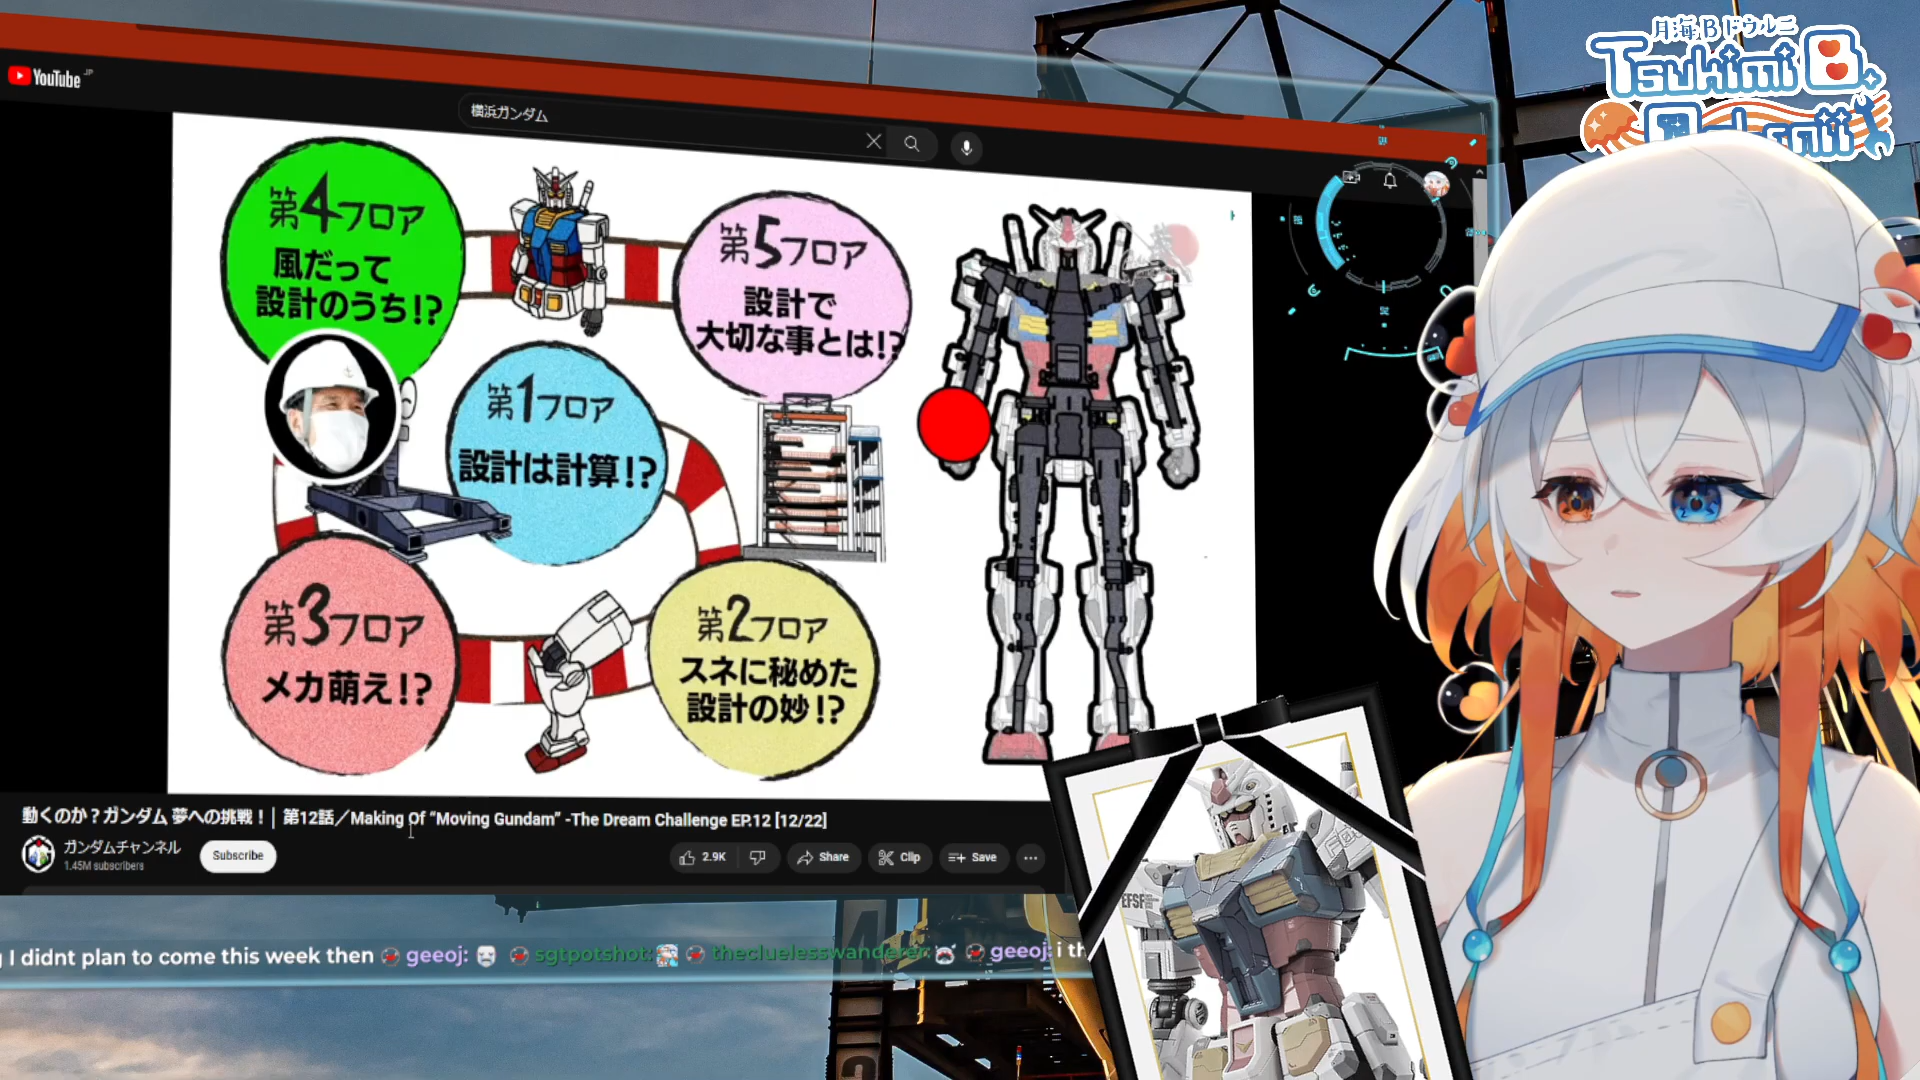 月海Bドゥルニ
Tsukimi B.
YouTube JP
横浜ガンダム
第4フロア
風だって
設計のうち!?
第5フロア
設計で
大切な事とは!?
第1フロア
設計は計算!?
第3フロア
メカ萌え!?
第2フロア
スネに秘めた
設計の妙!?
動くのか?ガンダム 夢への挑戦!│ 第12話/Making Of “Moving Gundam” -The Dream Challenge EP.12 [12/22]
ガンダムチャンネル
1.45M subscribers
Subscribe
2.9K
Share
Clip
Save
EFSF
I didnt plan to come this week then geeoj: sgtpotshot: thecluelesswanderer: geeoj: i th